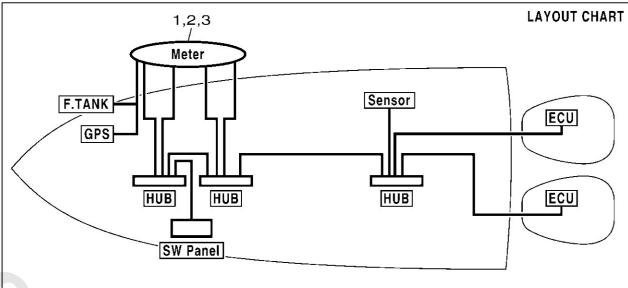 LAYOUT CHART
1,2,3
Meter
F.TANK
GPS
Sensor
ECU
HUB
HUB
HUB
ECU
SW Panel